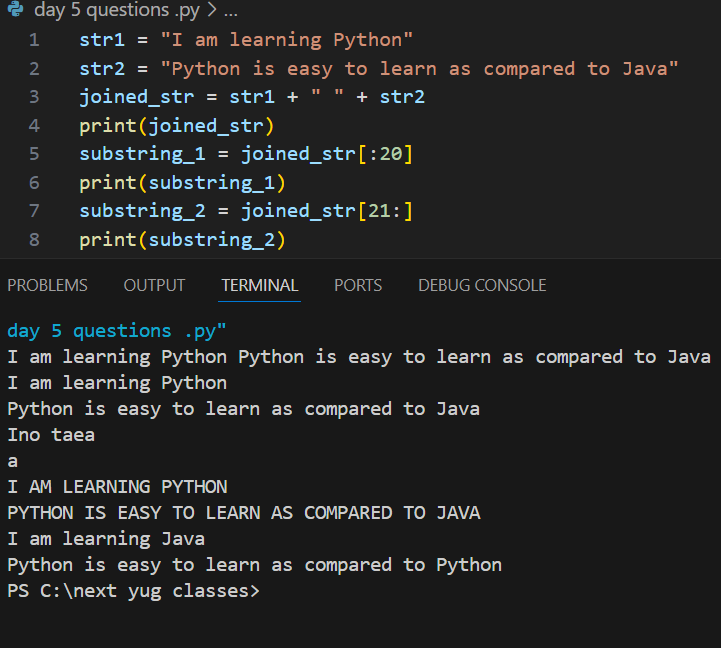 day 5 questions .py > ...
1 str1 = "I am learning Python"
2 str2 = "Python is easy to learn as compared to Java"
3 joined_str = str1 + " " + str2
4 print(joined_str)
5 substring_1 = joined_str[:20]
6 print(substring_1)
7 substring_2 = joined_str[21:]
8 print(substring_2)
PROBLEMS OUTPUT TERMINAL PORTS DEBUG CONSOLE
day 5 questions .py"
I am learning Python Python is easy to learn as compared to Java
I am learning Python
Python is easy to learn as compared to Java
Ino taea
a
I AM LEARNING PYTHON
PYTHON IS EASY TO LEARN AS COMPARED TO JAVA
I am learning Java
Python is easy to learn as compared to Python
PS C:\next yug classes>